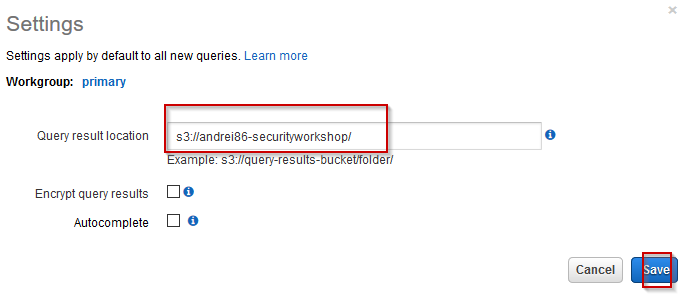 ×
Settings
Settings apply by default to all new queries. Learn more
Workgroup: primary
Query result location s3://andrei86-securityworkshop/
Example: s3://query-results-bucket/folder/
Encrypt query results
Autocomplete
Cancel Save